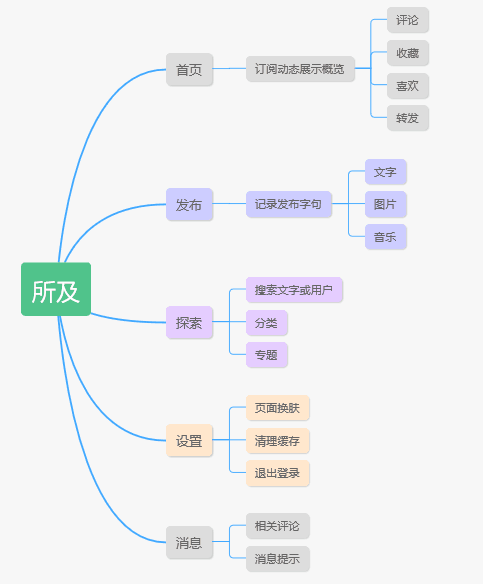 所及
首页
订阅动态展示概览
评论
收藏
喜欢
转发
发布
记录发布字句
文字
图片
音乐
探索
搜索文字或用户
分类
专题
设置
页面换肤
清理缓存
退出登录
消息
相关评论
消息提示